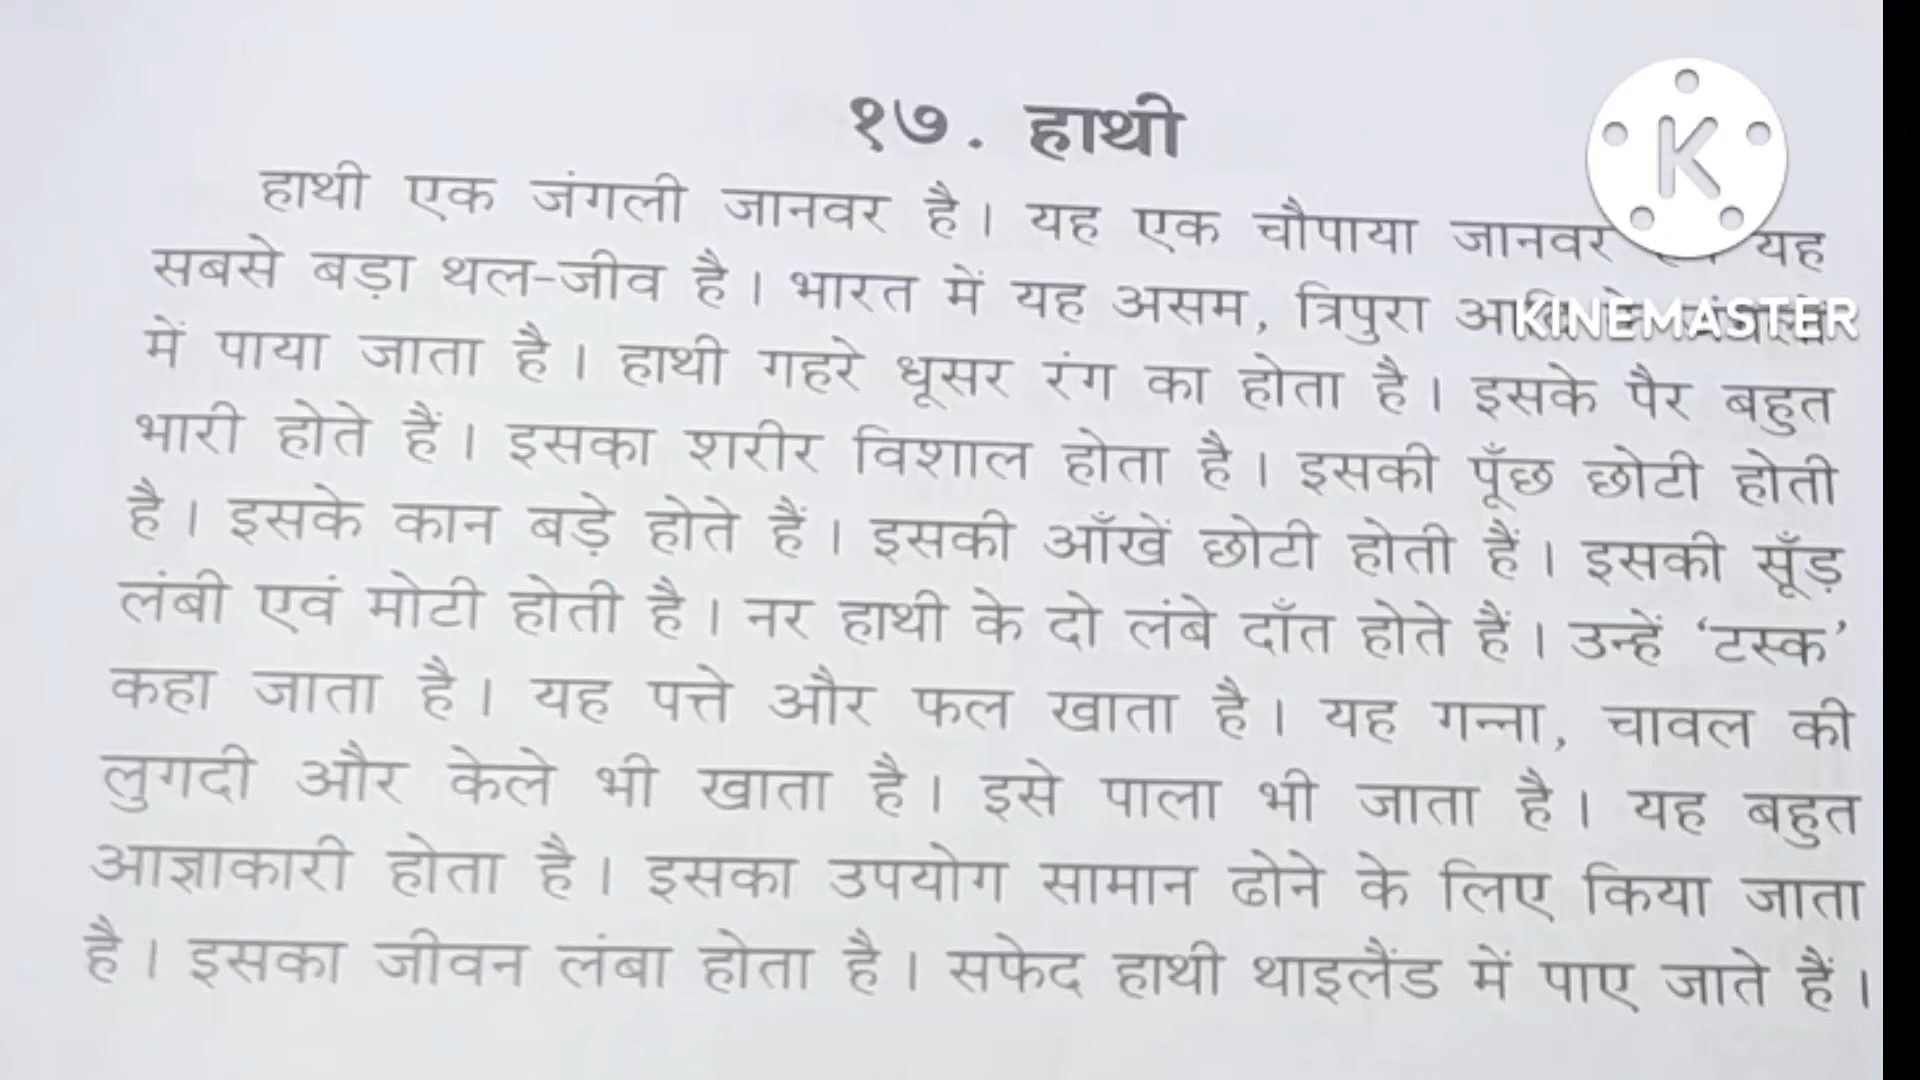 १७. हाथी
हाथी एक जंगली जानवर है। यह एक चौपाया जानवर यह
सबसे बड़ा थल-जीव है। भारत में यह असम, त्रिपुरा
KINEMASTER
में पाया जाता है। हाथी गहरे धूसर रंग का होता है। इसके पैर बहुत
भारी होते हैं। इसका शरीर विशाल होता है। इसकी पूँछ छोटी होती
है। इसके कान बड़े होते हैं। इसकी आँखें छोटी होती हैं। इसकी सूँड़
लंबी एवं मोटी होती है। नर हाथी के दो लंबे दाँत होते हैं। उन्हें ‘टस्क’
कहा जाता है। यह पत्ते और फल खाता है। यह गन्ना, चावल की
लुगदी और केले भी खाता है। इसे पाला भी जाता है। यह बहुत
आज्ञाकारी होता है। इसका उपयोग सामान ढोने के लिए किया जाता
है। इसका जीवन लंबा होता है। सफेद हाथी थाइलैंड में पाए जाते हैं।